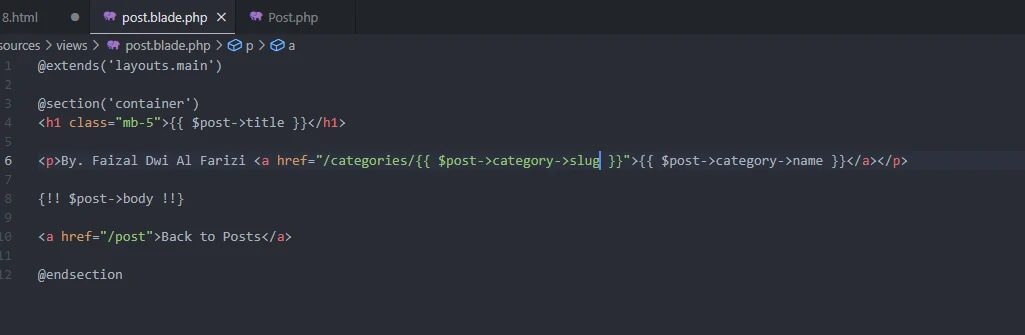 8.html post.blade.php Post.php
sources > views > post.blade.php > p > a
1 @extends('layouts.main')
2
3 @section('container')
4 <h1 class="mb-5">{{ $post->title }}</h1>
5
6 <p>By. Faizal Dwi Al Farizi <a href="/categories/{{ $post->category->slug }}">{{ $post->category->name }}</a></p>
7
8 {!! $post->body !!}
9
10 <a href="/post">Back to Posts</a>
11
12 @endsection